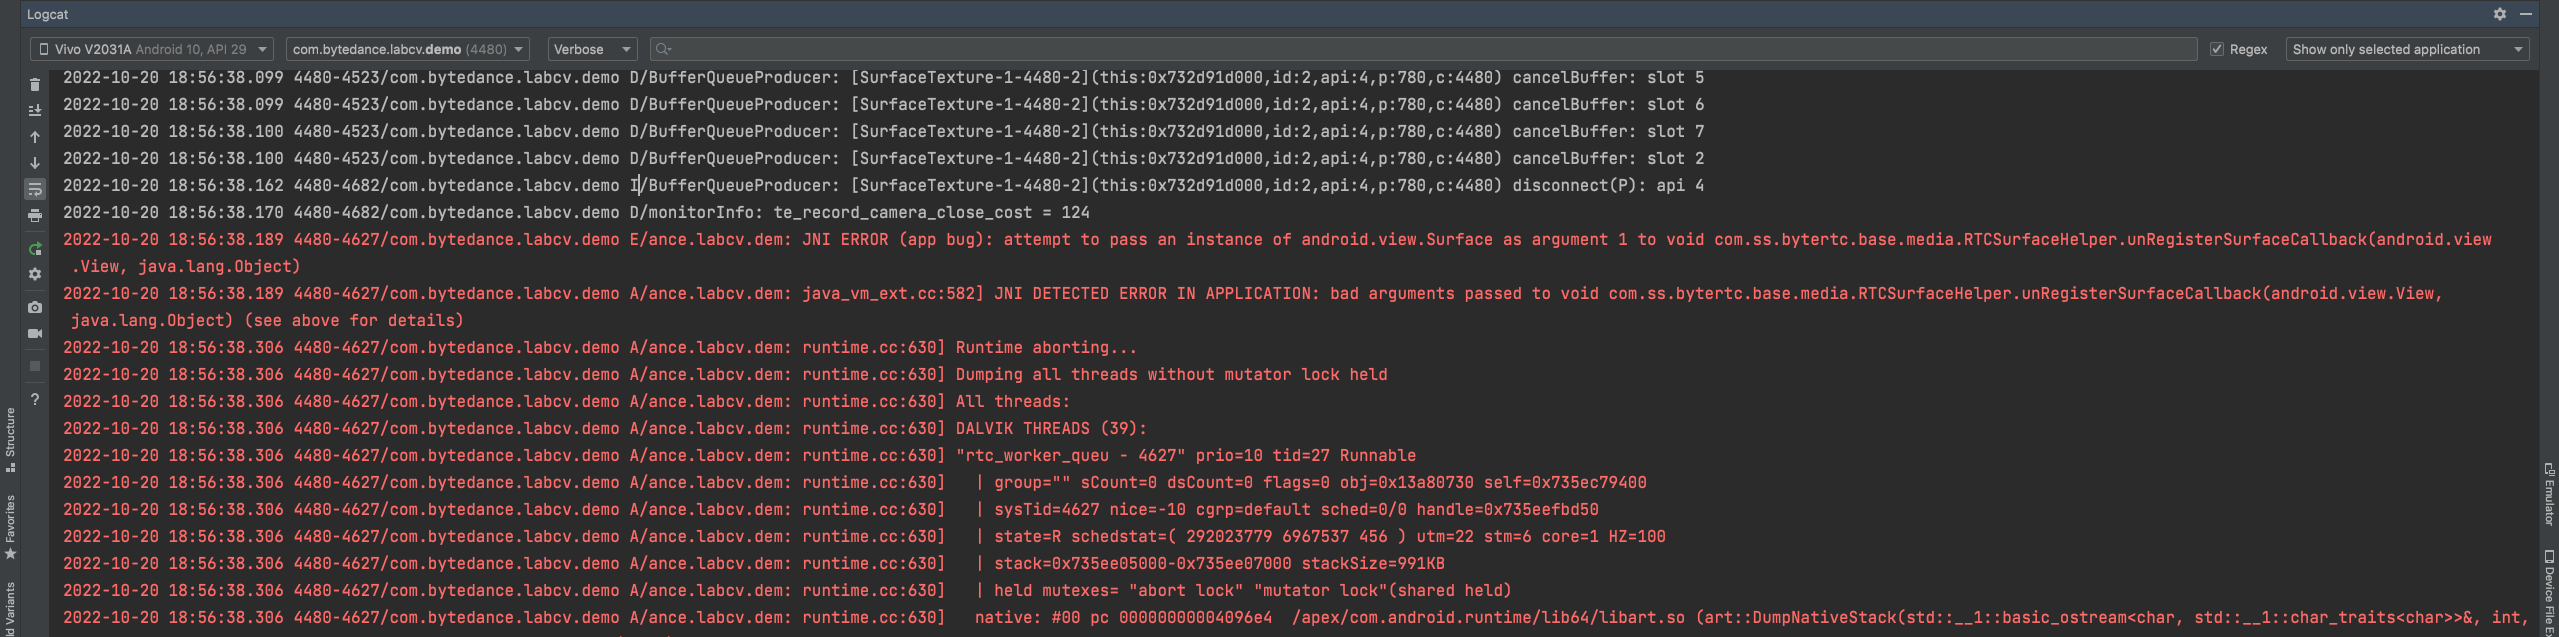 Logcat
Vivo V2031A Android 10, API 29
com.bytedance.labcv.demo (4480)
Verbose
Regex
Show only selected application
2022-10-20 18:56:38.099 4480-4523/com.bytedance.labcv.demo D/BufferQueueProducer: [SurfaceTexture-1-4480-2](this:0x732d91d000,id:2,api:4,p:780,c:4480) cancelBuffer: slot 5
2022-10-20 18:56:38.099 4480-4523/com.bytedance.labcv.demo D/BufferQueueProducer: [SurfaceTexture-1-4480-2](this:0x732d91d000,id:2,api:4,p:780,c:4480) cancelBuffer: slot 6
2022-10-20 18:56:38.100 4480-4523/com.bytedance.labcv.demo D/BufferQueueProducer: [SurfaceTexture-1-4480-2](this:0x732d91d000,id:2,api:4,p:780,c:4480) cancelBuffer: slot 7
2022-10-20 18:56:38.100 4480-4523/com.bytedance.labcv.demo D/BufferQueueProducer: [SurfaceTexture-1-4480-2](this:0x732d91d000,id:2,api:4,p:780,c:4480) cancelBuffer: slot 2
2022-10-20 18:56:38.162 4480-4682/com.bytedance.labcv.demo I/BufferQueueProducer: [SurfaceTexture-1-4480-2](this:0x732d91d000,id:2,api:4,p:780,c:4480) disconnect(P): api 4
2022-10-20 18:56:38.170 4480-4682/com.bytedance.labcv.demo D/monitorInfo: te_record_camera_close_cost = 124
2022-10-20 18:56:38.189 4480-4627/com.bytedance.labcv.demo E/ance.labcv.dem: JNI ERROR (app bug): attempt to pass an instance of android.view.Surface as argument 1 to void com.ss.bytertc.base.media.RTCSurfaceHelper.unRegisterSurfaceCallback(android.view
.View, java.lang.Object)
2022-10-20 18:56:38.189 4480-4627/com.bytedance.labcv.demo A/ance.labcv.dem: java_vm_ext.cc:582] JNI DETECTED ERROR IN APPLICATION: bad arguments passed to void com.ss.bytertc.base.media.RTCSurfaceHelper.unRegisterSurfaceCallback(android.view.View,
java.lang.Object) (see above for details)
2022-10-20 18:56:38.306 4480-4627/com.bytedance.labcv.demo A/ance.labcv.dem: runtime.cc:630] Runtime aborting...
2022-10-20 18:56:38.306 4480-4627/com.bytedance.labcv.demo A/ance.labcv.dem: runtime.cc:630] Dumping all threads without mutator lock held
2022-10-20 18:56:38.306 4480-4627/com.bytedance.labcv.demo A/ance.labcv.dem: runtime.cc:630] All threads:
2022-10-20 18:56:38.306 4480-4627/com.bytedance.labcv.demo A/ance.labcv.dem: runtime.cc:630] DALVIK THREADS (39):
2022-10-20 18:56:38.306 4480-4627/com.bytedance.labcv.demo A/ance.labcv.dem: runtime.cc:630] "rtc_worker_queu - 4627" prio=10 tid=27 Runnable
2022-10-20 18:56:38.306 4480-4627/com.bytedance.labcv.demo A/ance.labcv.dem: runtime.cc:630]   | group="" sCount=0 dsCount=0 flags=0 obj=0x13a80730 self=0x735ec79400
2022-10-20 18:56:38.306 4480-4627/com.bytedance.labcv.demo A/ance.labcv.dem: runtime.cc:630]   | sysTid=4627 nice=-10 cgrp=default sched=0/0 handle=0x735eefbd50
2022-10-20 18:56:38.306 4480-4627/com.bytedance.labcv.demo A/ance.labcv.dem: runtime.cc:630]   | state=R schedstat=( 292023779 6967537 456 ) utm=22 stm=6 core=1 HZ=100
2022-10-20 18:56:38.306 4480-4627/com.bytedance.labcv.demo A/ance.labcv.dem: runtime.cc:630]   | stack=0x735ee05000-0x735ee07000 stackSize=991KB
2022-10-20 18:56:38.306 4480-4627/com.bytedance.labcv.demo A/ance.labcv.dem: runtime.cc:630]   | held mutexes= "abort lock" "mutator lock"(shared held)
2022-10-20 18:56:38.306 4480-4627/com.bytedance.labcv.demo A/ance.labcv.dem: runtime.cc:630]   native: #00 pc 00000000004096e4  /apex/com.android.runtime/lib64/libart.so (art::DumpNativeStack(std::__1::basic_ostream<char, std::__1::char_traits<char>>&, int,
Structure
Favorites
ld Variants
Emulator
Device File Ex